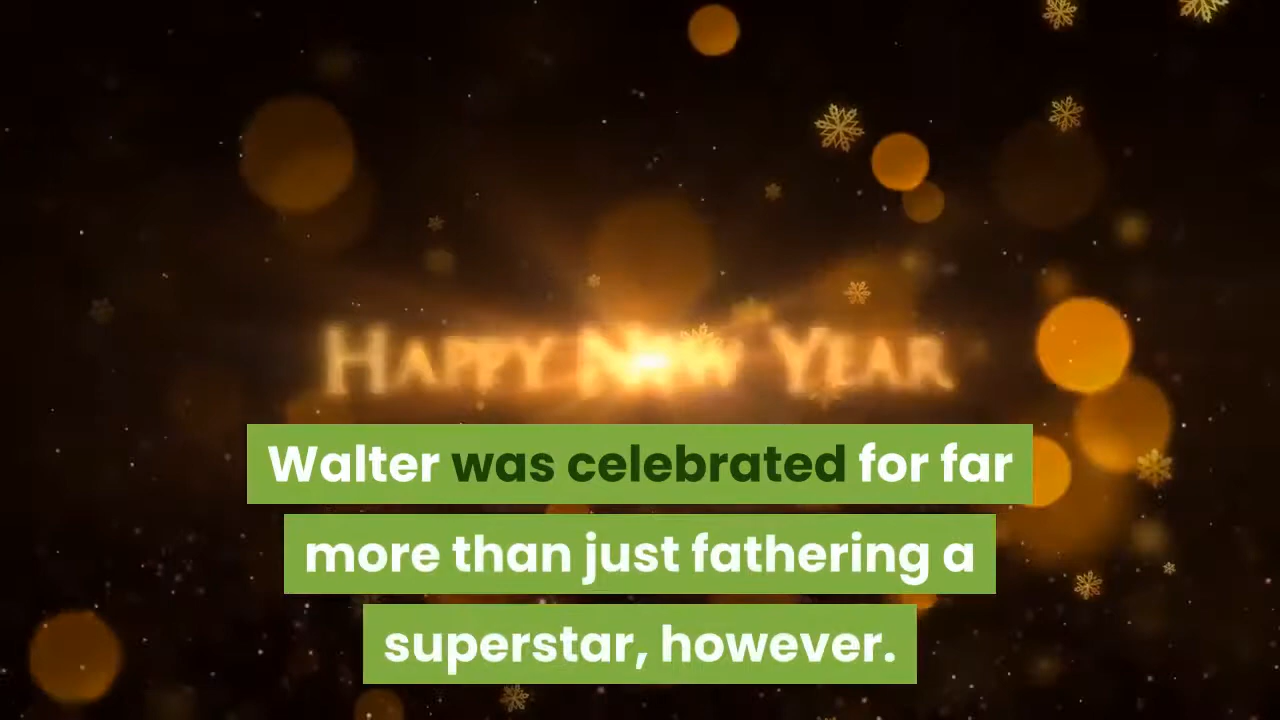 Happy New Year
Walter was celebrated for far
more than just fathering a
superstar, however.